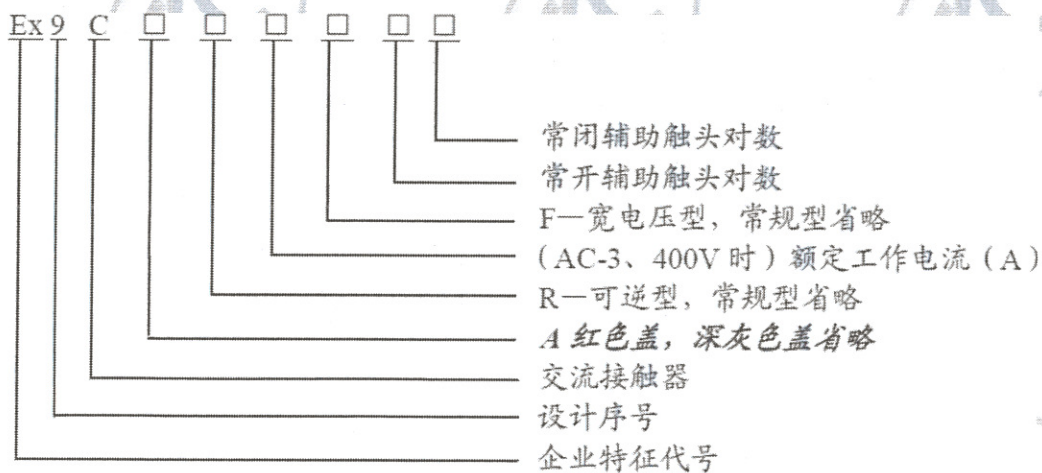 Ex 9 C □ □ □ □ □ □
常闭辅助触头对数
常开辅助触头对数
F—宽电压型，常规型省略
（AC-3、400V 时）额定工作电流（A）
R—可逆型，常规型省略
A 红色盖，深灰色盖省略
交流接触器
设计序号
企业特征代号